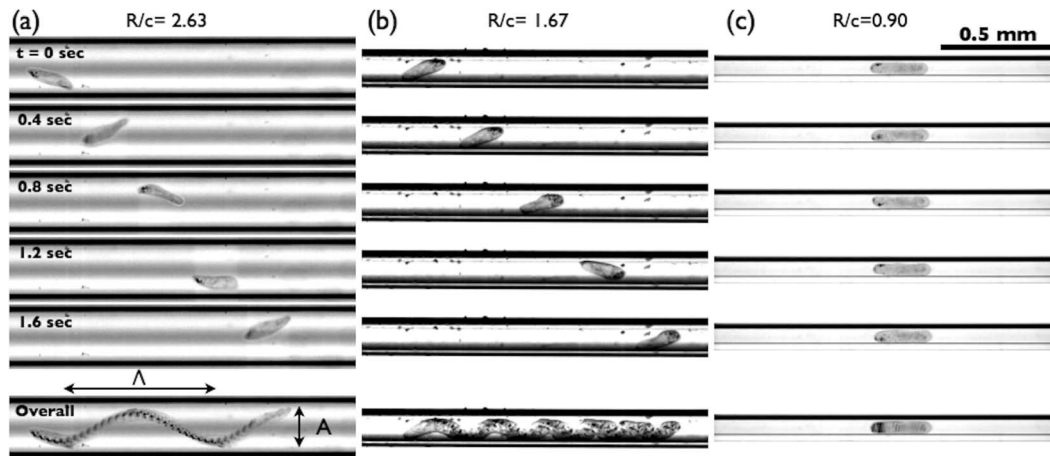 (a) R/c= 2.63
(b) R/c= 1.67
(c) R/c=0.90
0.5 mm
t = 0 sec
0.4 sec
0.8 sec
1.2 sec
1.6 sec
Λ
Overall
A